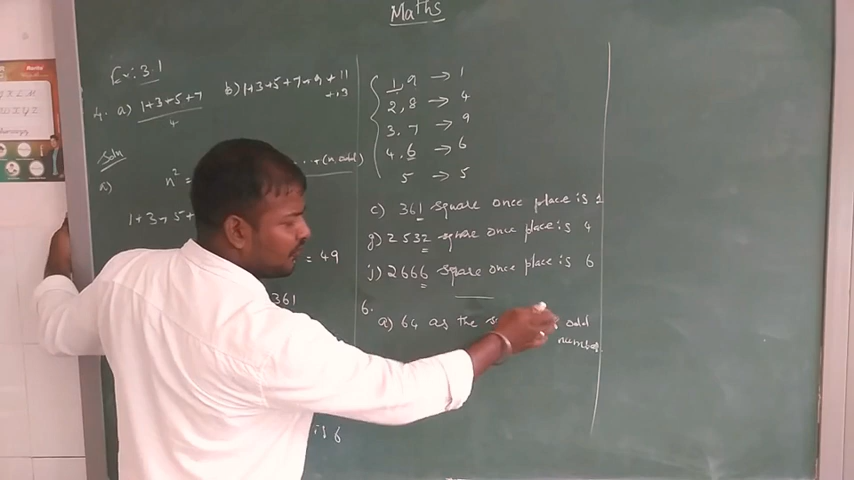 Maths
Ex: 3.1
4. a) 1+3+5+7
4
b) 1+3+5+7+9+11
+13
Soln
a)
n² =
....+(n odd)
1+3+5+
= 49
361
is 6
1,9 → 1
2,8 → 4
3,7 → 9
4,6 → 6
5 → 5
c) 361 square once place is 1
g) 2532 square once place is 4
j) 2666 sqare once place is 6
6.
a) 64 as the odd
number